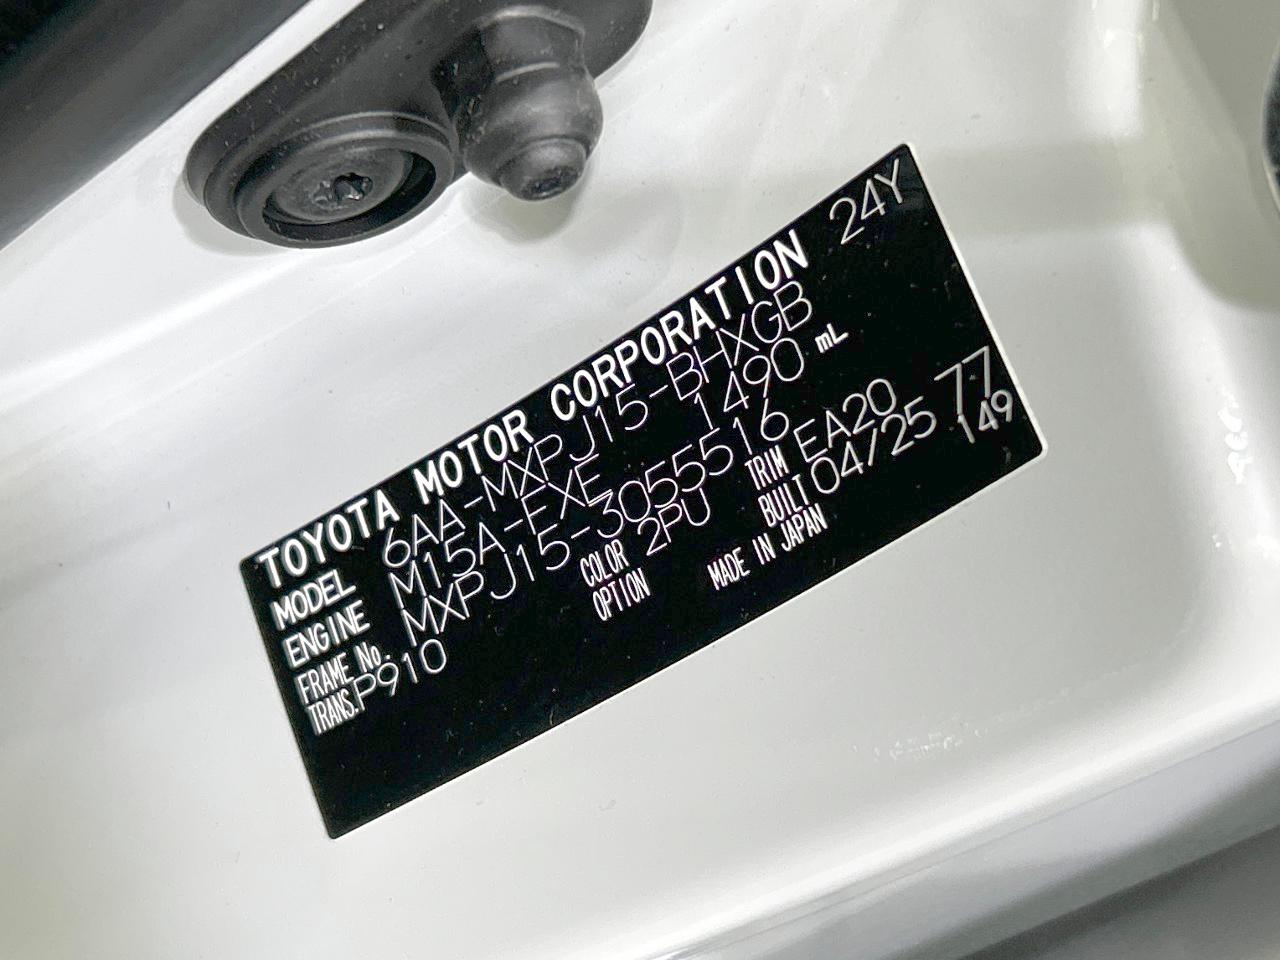 TOYOTA MOTOR CORPORATION 24Y
MODEL 6AA-MXPJ15-BHXGB
ENGINE M15A-FXE 1490 mL
FRAME No. MXPJ15-3055516
TRANS. P910 COLOR 2PU TRIM EA20 77
OPTION BUILT 04/25 149
MADE IN JAPAN